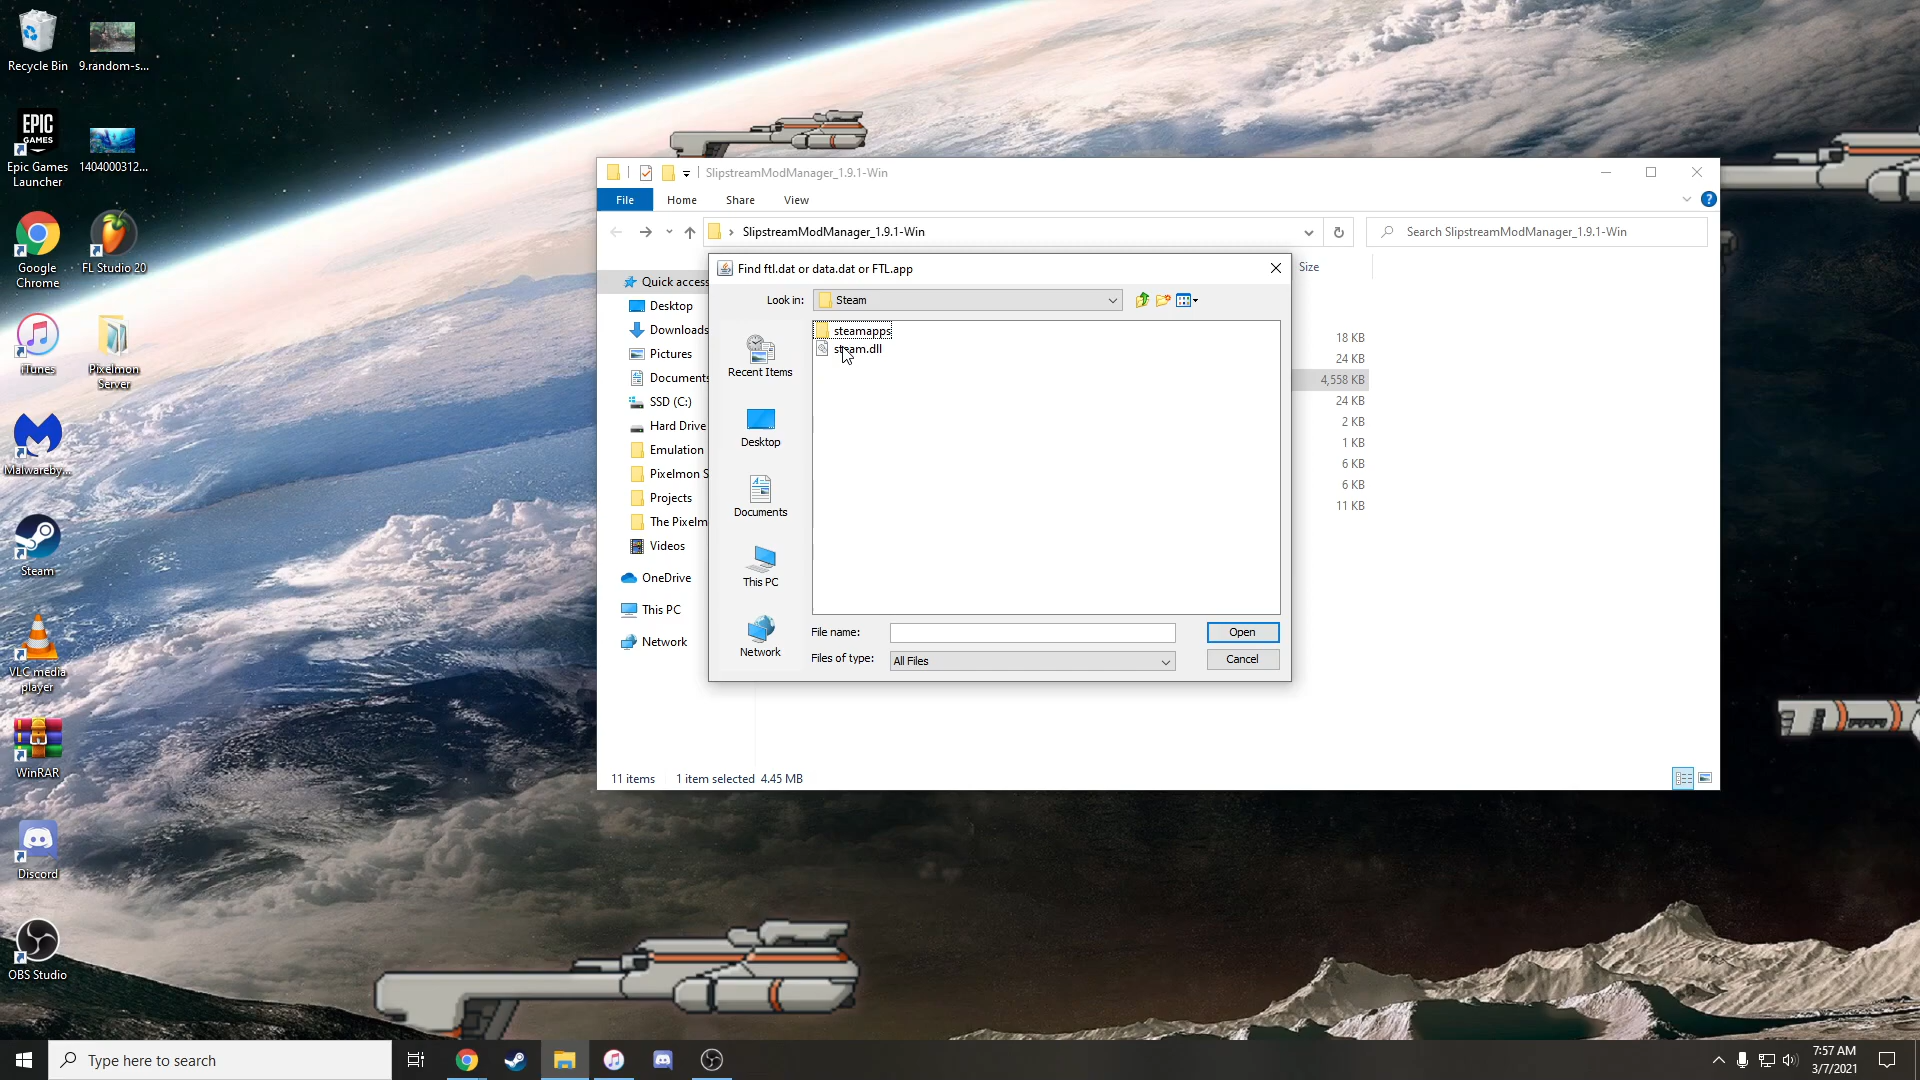 Recycle Bin
9.random-s...
EPIC
GAMES
Epic Games
Launcher
1404000312...
Google
Chrome
FL Studio 20
iTunes
Pixelmon
Server
Malwareby...
Steam
VLC media
player
WinRAR
Discord
OBS Studio
SlipstreamModManager_1.9.1-Win
File
Home
Share
View
?
SlipstreamModManager_1.9.1-Win
Search SlipstreamModManager_1.9.1-Win
Size
Quick access
Desktop
Downloads
Pictures
Documents
SSD (C:)
Hard Drive
Emulation
Pixelmon S
Projects
The Pixelm
Videos
OneDrive
This PC
Network
18 KB
24 KB
4,558 KB
24 KB
2 KB
1 KB
6 KB
6 KB
11 KB
11 items
1 item selected 4.45 MB
Find ftl.dat or data.dat or FTL.app
Look in:
Steam
steamapps
steam.dll
Recent Items
Desktop
Documents
This PC
Network
File name:
Open
Files of type:
All Files
Cancel
Type here to search
7:57 AM
3/7/2021